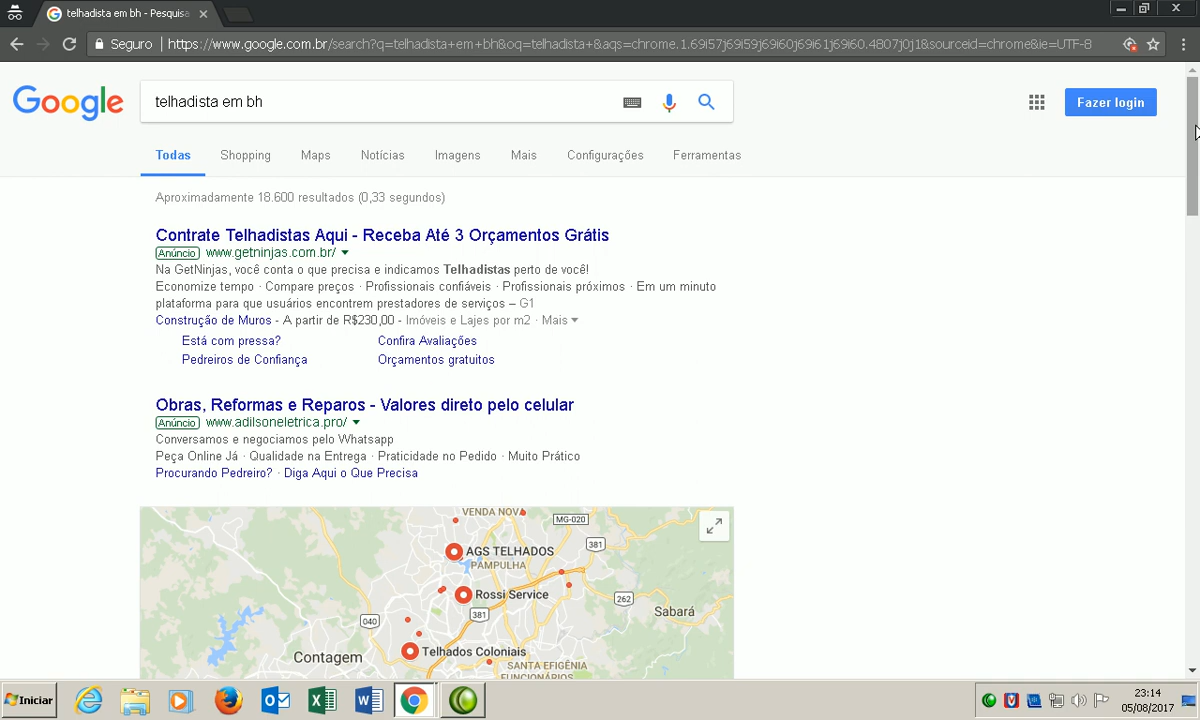 telhadista em bh - Pesquisa
Seguro
https://www.google.com.br/search?q=telhadista+em+bh&oq=telhadista+&aqs=chrome.1.69i57j69i59j69i60j69i61j69i60.4807j0j1&sourceid=chrome&ie=UTF-8
Google
telhadista em bh
Fazer login
Todas Shopping Maps Notícias Imagens Mais Configurações Ferramentas
Aproximadamente 18.600 resultados (0,33 segundos)
Contrate Telhadistas Aqui - Receba Até 3 Orçamentos Grátis
Anúncio www.getninjas.com.br/
Na GetNinjas, você conta o que precisa e indicamos Telhadistas perto de você!
Economize tempo · Compare preços · Profissionais confiáveis · Profissionais próximos · Em um minuto
plataforma para que usuários encontrem prestadores de serviços – G1
Construção de Muros - A partir de R$230,00 - Imóveis e Lajes por m2 · Mais
Está com pressa? Confira Avaliações
Pedreiros de Confiança Orçamentos gratuitos
Obras, Reformas e Reparos - Valores direto pelo celular
Anúncio www.adilsoneletrica.pro/
Conversamos e negociamos pelo Whatsapp
Peça Online Já · Qualidade na Entrega · Praticidade no Pedido · Muito Prático
Procurando Pedreiro? · Diga Aqui o Que Precisa
VENDA NOVA
MG-020
381
AGS TELHADOS
PAMPULHA
Rossi Service
262
381
Sabará
040
Telhados Coloniais
Contagem
SANTA EFIGÊNIA
FUNCIONÁRIOS
Iniciar
23:14
05/08/2017